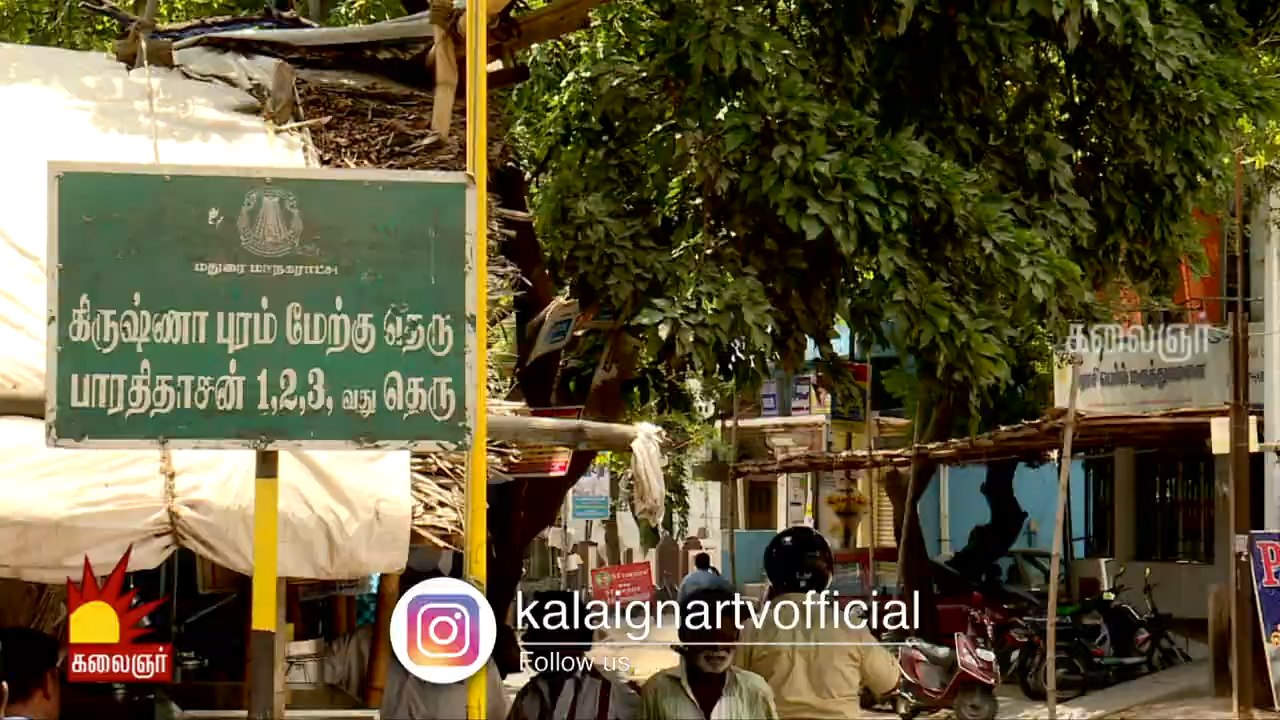 மதுரை மாநகராட்சி
கிருஷ்ணா புரம் மேற்கு தெரு
பாரதிதாசன் 1,2,3, வது தெரு
கலைஞர்
கலைஞர்
kalaignartvofficial
Follow us